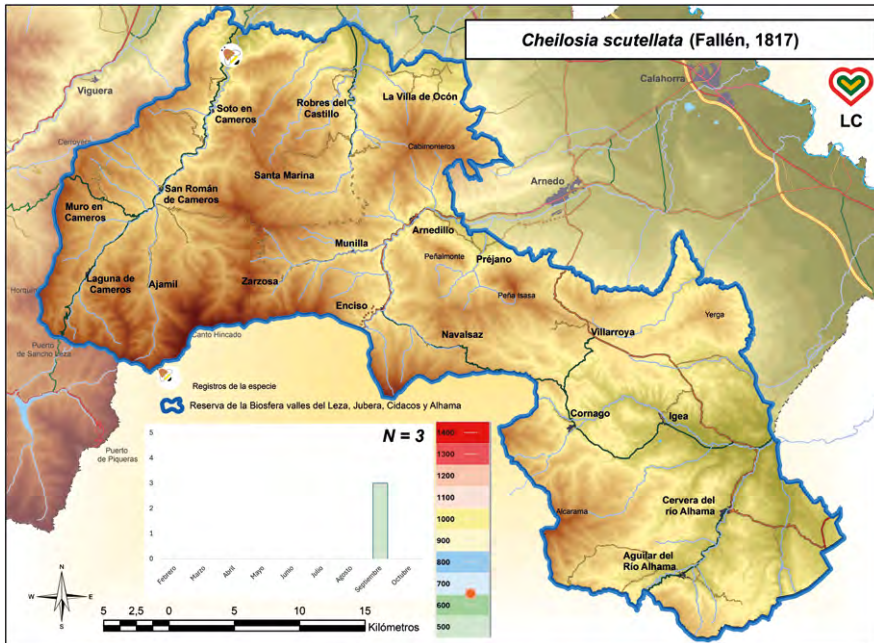 Cheilosia scutellata (Fallén, 1817)
LC
Viguera
Calahorra
Soto en
Cameros
Robres del
Castillo
La Villa de Ocón
Cabimonteros
Santa Marina
San Román
de Cameros
Arnedo
Muro en
Cameros
Munilla
Arnedillo
Peñalmonte
Préjano
Laguna de
Cameros
Ajamil
Zarzosa
Enciso
Peña Isasa
Yerga
Navalsaz
Villarroya
Canto Hincado
Puerto
de Sancho Leza
Registros de la especie
Reserva de la Biosfera valles del Leza, Jubera, Cidacos y Alhama
Cornago
Igea
Puerto
de Piqueras
N = 3
5
4
3
2
1
0
Febrero
Marzo
Abril
Mayo
Junio
Julio
Agosto
Septiembre
Octubre
1400
1300
1200
1100
1000
900
800
700
600
500
Alcarama
Cervera del
río Alhama
Aguilar del
Río Alhama
N
W
E
S
5
2,5
0
5
10
15
Kilómetros